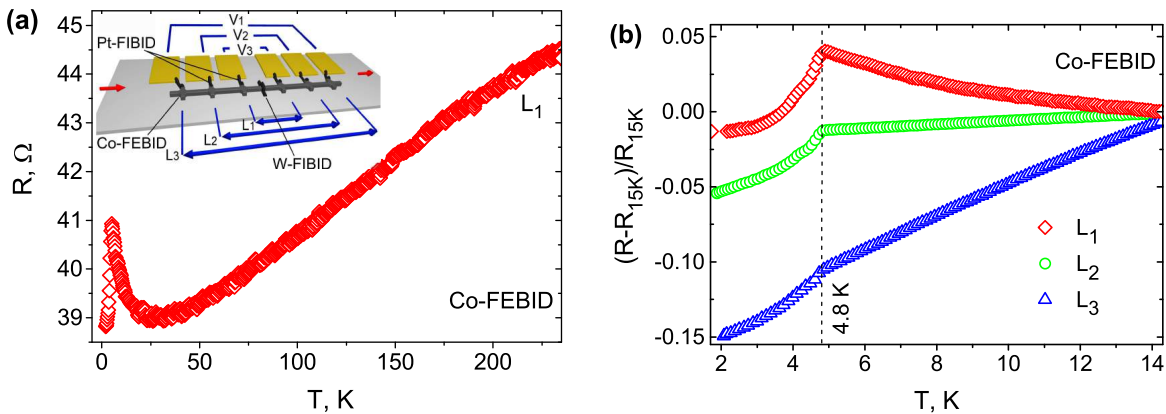 (a)
45
44
43
42
41
40
39
R, Ω
0
50
100
150
200
T, K
V1
V2
V3
Pt-FIBID
Co-FEBID
L1
L2
L3
W-FIBID
L1
Co-FEBID
(b)
0.05
0.00
-0.05
-0.10
-0.15
(R-R15K)/R15K
2
4
6
8
10
12
14
T, K
Co-FEBID
4.8 K
L1
L2
L3